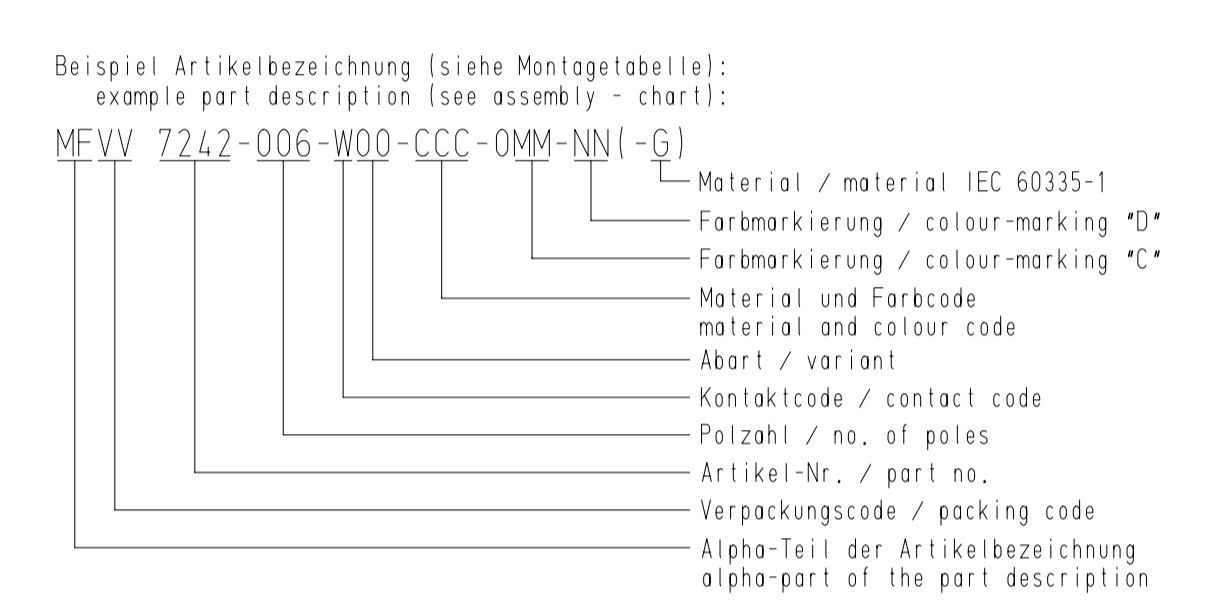 Beispiel Artikelbezeichnung (siehe Montagetabelle):
example part description (see assembly - chart):
MFVV 7242-006-W00-CCC-0MM-NN(-G)
Material / material IEC 60335-1
Farbmarkierung / colour-marking "D"
Farbmarkierung / colour-marking "C"
Material und Farbcode
material and colour code
Abart / variant
Kontaktcode / contact code
Polzahl / no. of poles
Artikel-Nr. / part no.
Verpackungscode / packing code
Alpha-Teil der Artikelbezeichnung
alpha-part of the part description